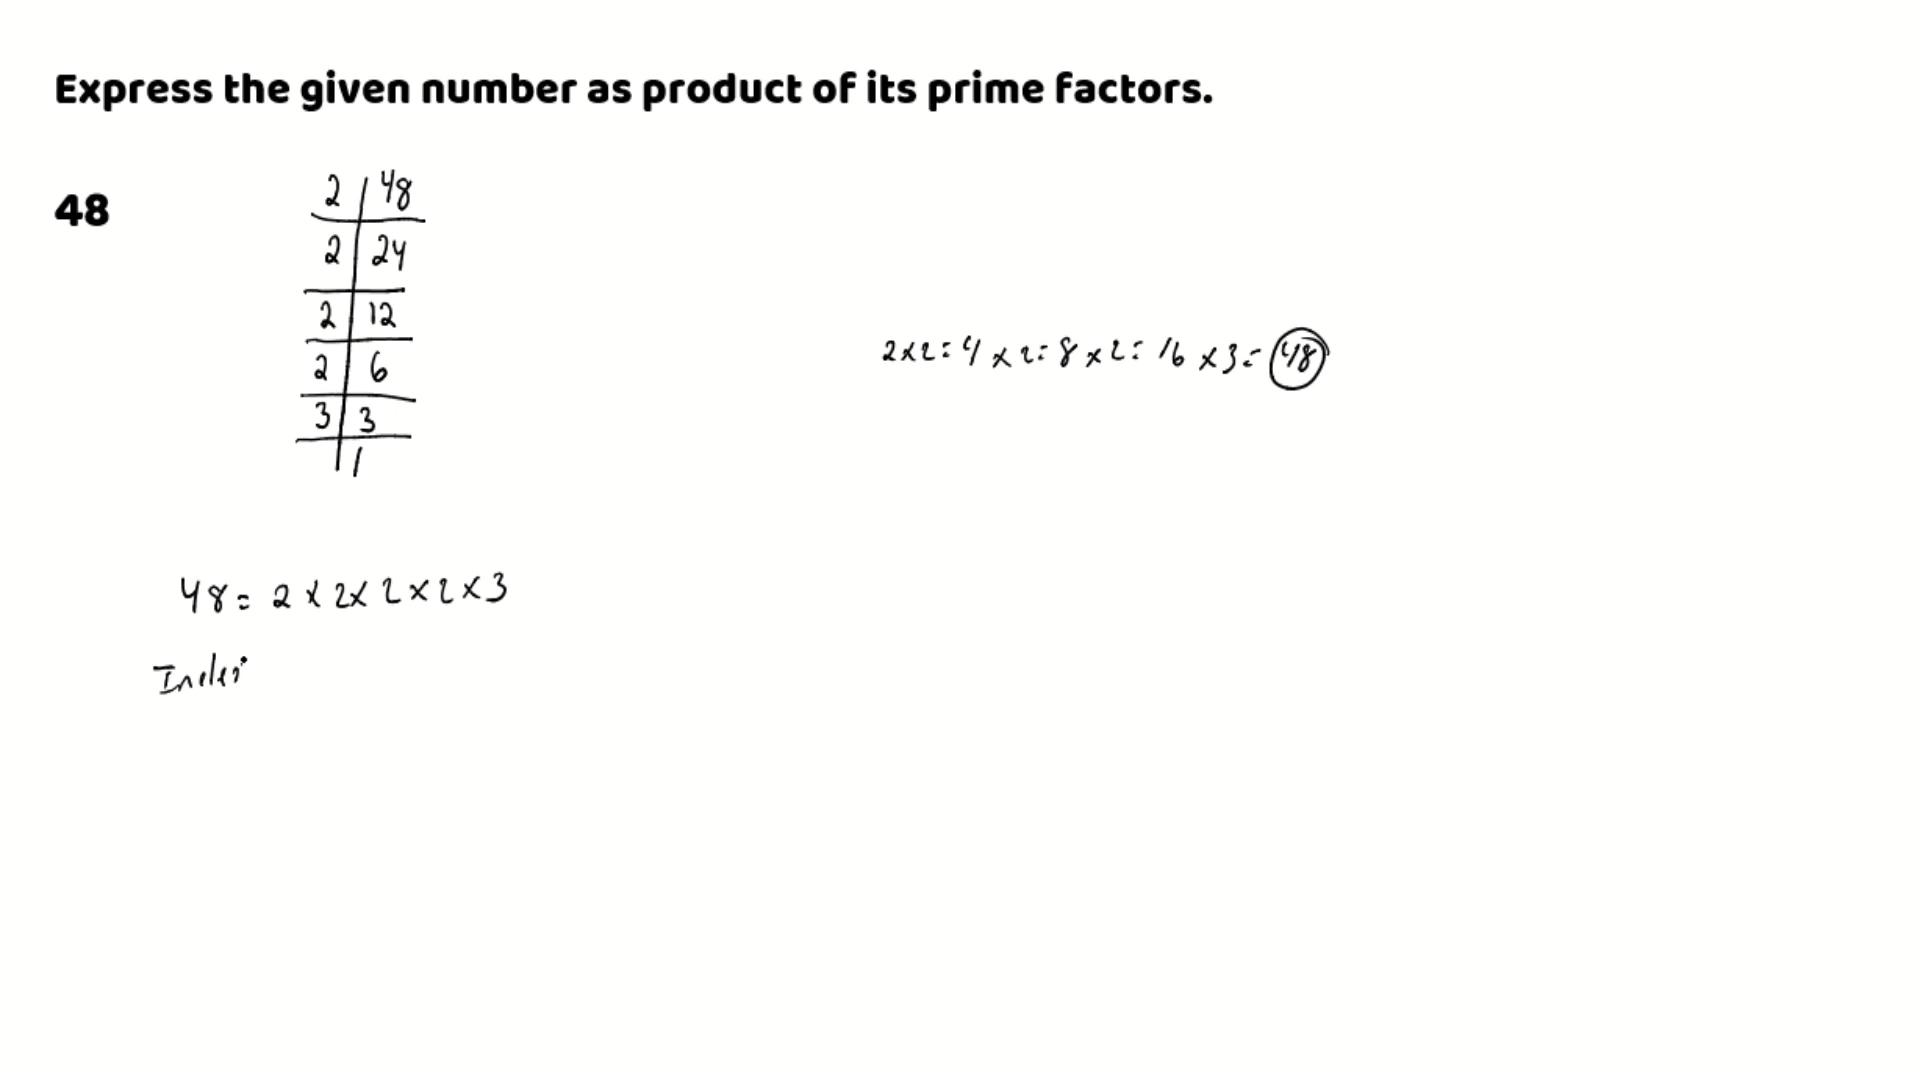 Express the given number as product of its prime factors.
48
2 | 48
2 | 24
2 | 12
2 | 6
3 | 3
| 1
2×2=4×2=8×2=16×3=48
48=2×2×2×2×3